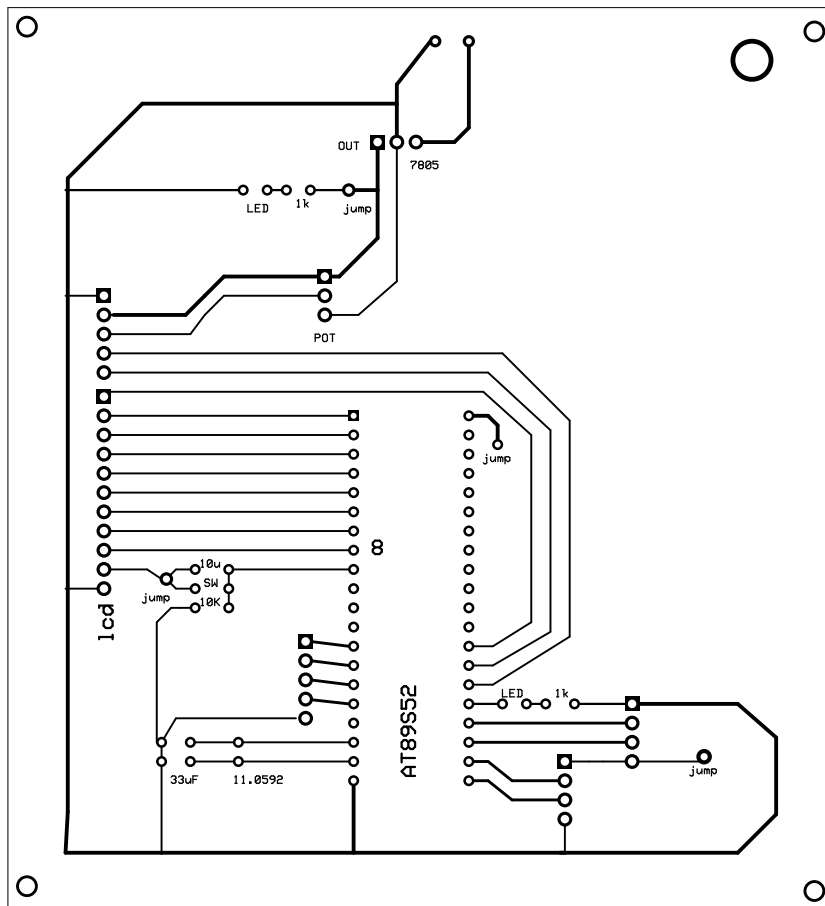 OUT
7805
LED
1k
jump
POT
jump
8
10u
SW
jump
10K
lcd
LED
1k
AT89S52
jump
33uF
11.0592